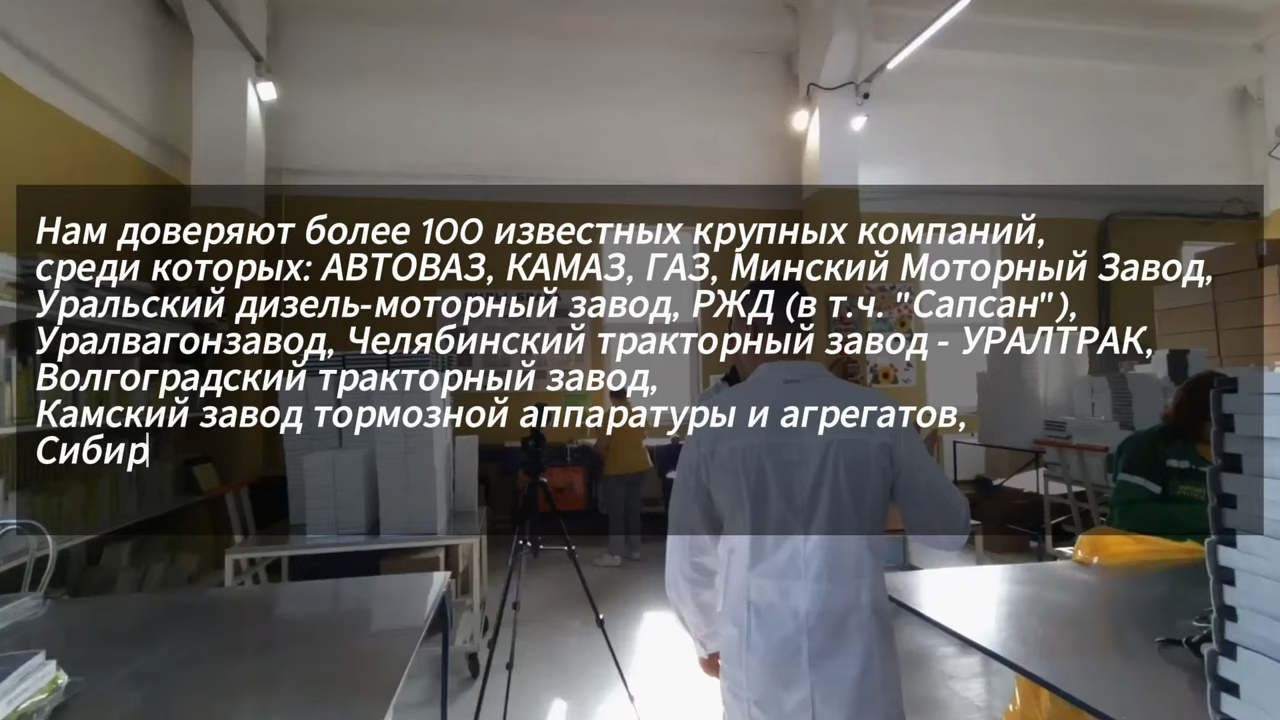 Нам доверяют более 100 известных крупных компаний,
среди которых: АВТОВАЗ, КАМАЗ, ГАЗ, Минский Моторный Завод,
Уральский дизель-моторный завод, РЖД (в т.ч. "Сапсан"),
Уралвагонзавод, Челябинский тракторный завод - УРАЛТРАК,
Волгоградский тракторный завод,
Камский завод тормозной аппаратуры и агрегатов,
Сибир